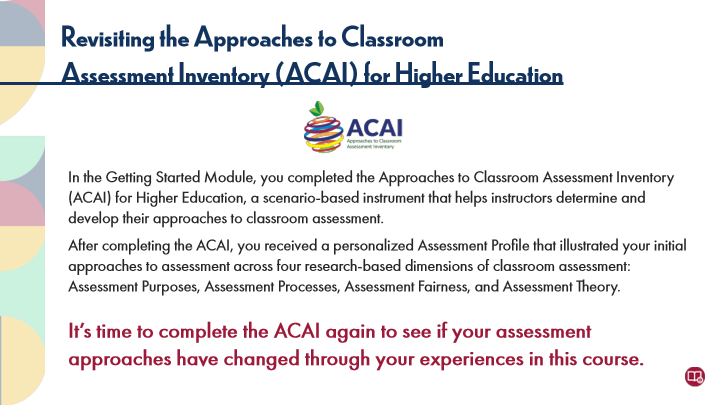 Revisiting the Approaches to Classroom
Assessment Inventory (ACAI) for Higher Education
ACAI
Approaches to Classroom
Assessment Inventory
In the Getting Started Module, you completed the Approaches to Classroom Assessment Inventory
(ACAI) for Higher Education, a scenario-based instrument that helps instructors determine and
develop their approaches to classroom assessment.
After completing the ACAI, you received a personalized Assessment Profile that illustrated your initial
approaches to assessment across four research-based dimensions of classroom assessment:
Assessment Purposes, Assessment Processes, Assessment Fairness, and Assessment Theory.
It's time to complete the ACAI again to see if your assessment
approaches have changed through your experiences in this course.